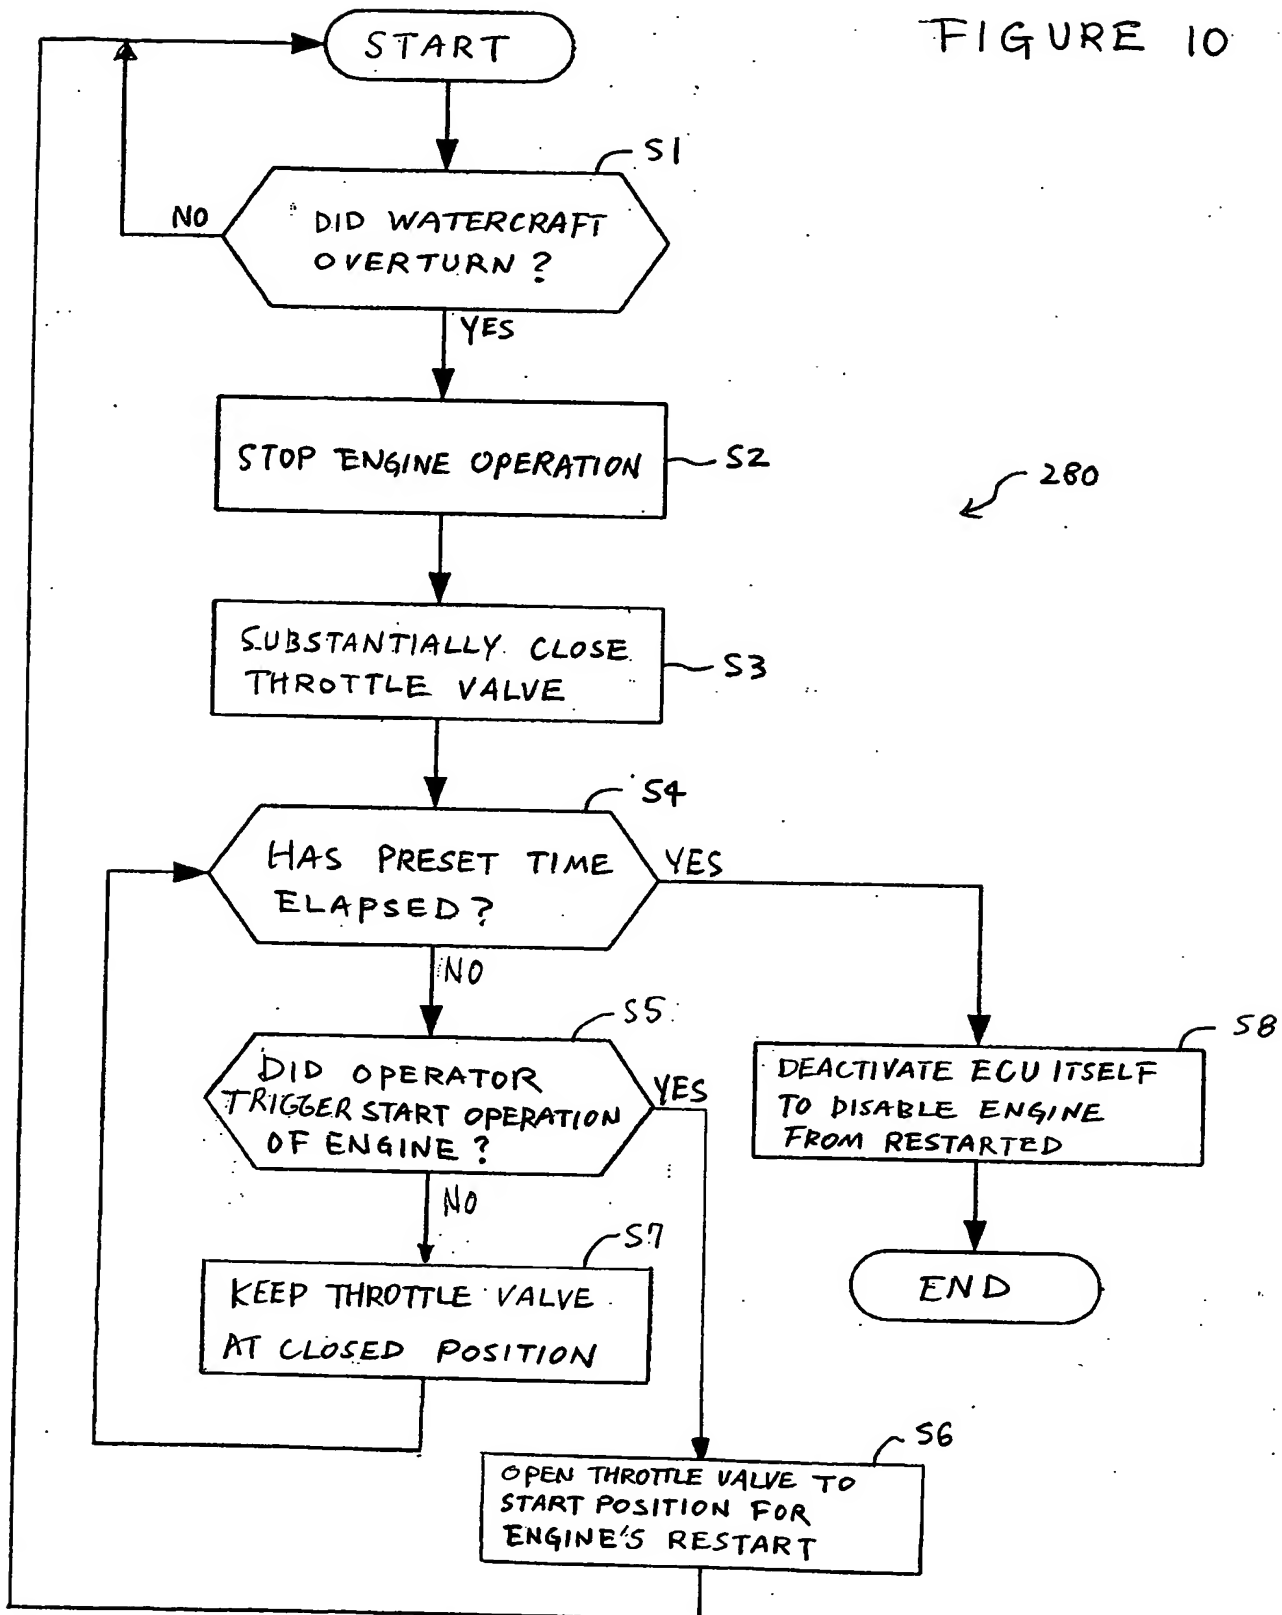 FIGURE 10
START
S1
DID WATERCRAFT
OVERTURN?
NO
YES
STOP ENGINE OPERATION
S2
280
SUBSTANTIALLY CLOSE
THROTTLE VALVE
S3
S4
HAS PRESET TIME
ELAPSED?
YES
NO
S5
DID OPERATOR
TRIGGER START OPERATION
OF ENGINE?
YES
NO
S8
DEACTIVATE ECU ITSELF
TO DISABLE ENGINE
FROM RESTARTED
END
S7
KEEP THROTTLE VALVE
AT CLOSED POSITION
S6
OPEN THROTTLE VALVE TO
START POSITION FOR
ENGINE'S RESTART